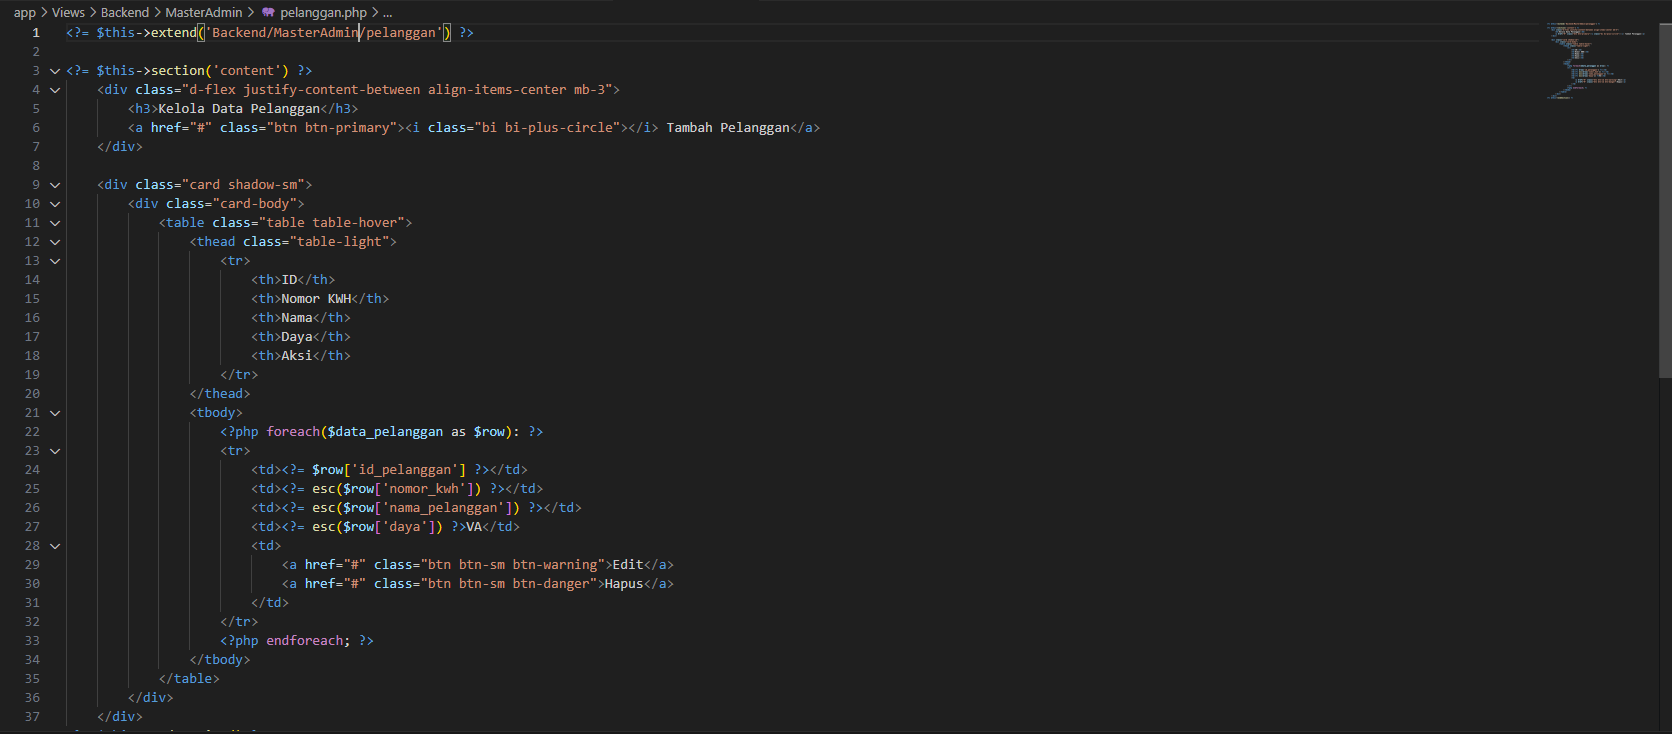 app > Views > Backend > MasterAdmin > pelanggan.php > ...
1 <?= $this->extend('Backend/MasterAdmin/pelanggan') ?>
2
3 <?= $this->section('content') ?>
4 <div class="d-flex justify-content-between align-items-center mb-3">
5 <h3>Kelola Data Pelanggan</h3>
6 <a href="#" class="btn btn-primary"><i class="bi bi-plus-circle"></i> Tambah Pelanggan</a>
7 </div>
8
9 <div class="card shadow-sm">
10 <div class="card-body">
11 <table class="table table-hover">
12 <thead class="table-light">
13 <tr>
14 <th>ID</th>
15 <th>Nomor KWH</th>
16 <th>Nama</th>
17 <th>Daya</th>
18 <th>Aksi</th>
19 </tr>
20 </thead>
21 <tbody>
22 <?php foreach($data_pelanggan as $row): ?>
23 <tr>
24 <td><?= $row['id_pelanggan'] ?></td>
25 <td><?= esc($row['nomor_kwh']) ?></td>
26 <td><?= esc($row['nama_pelanggan']) ?></td>
27 <td><?= esc($row['daya']) ?>VA</td>
28 <td>
29 <a href="#" class="btn btn-sm btn-warning">Edit</a>
30 <a href="#" class="btn btn-sm btn-danger">Hapus</a>
31 </td>
32 </tr>
33 <?php endforeach; ?>
34 </tbody>
35 </table>
36 </div>
37 </div>